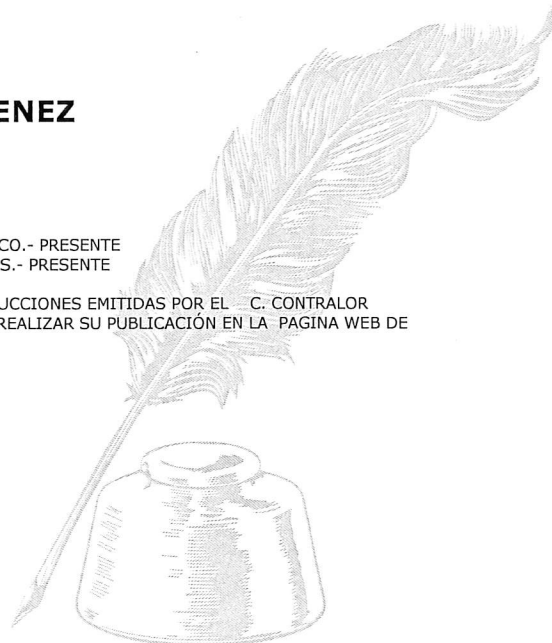 ENEZ
CO.- PRESENTE
S.- PRESENTE
UCCIONES EMITIDAS POR EL C. CONTRALOR
REALIZAR SU PUBLICACIÓN EN LA PAGINA WEB DE